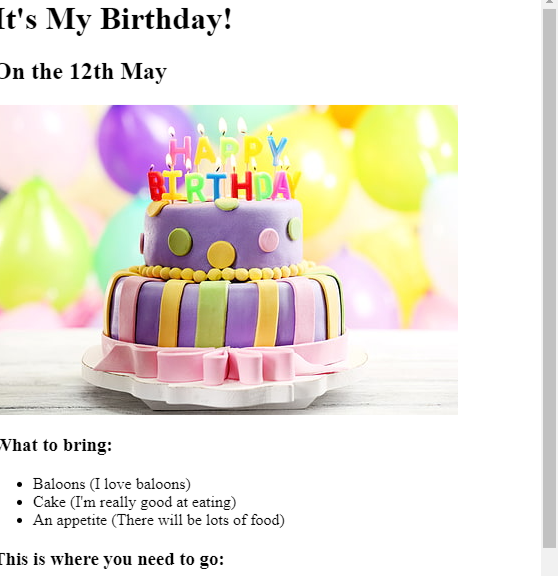 It's My Birthday!
On the 12th May
HAPPY
BIRTHDAY
What to bring:
Baloons (I love baloons)
Cake (I'm really good at eating)
An appetite (There will be lots of food)
This is where you need to go: